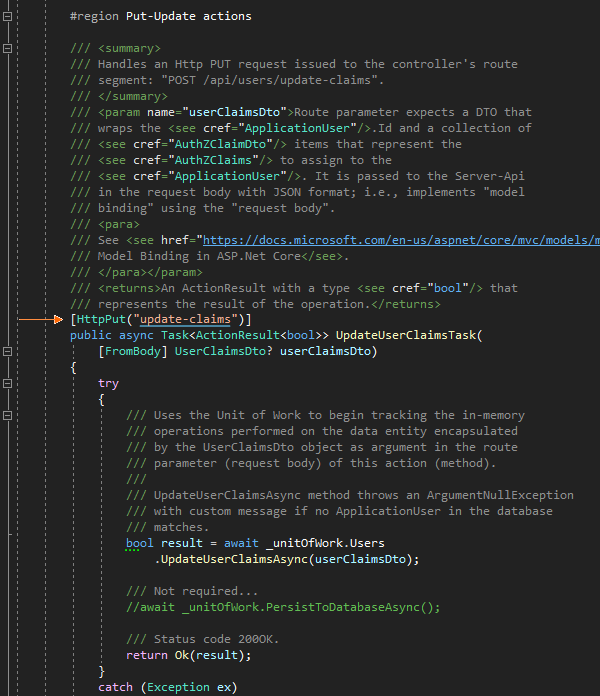 #region Put-Update actions
/// <summary>
/// Handles an Http PUT request issued to the controller's route
/// segment: "POST /api/users/update-claims".
/// </summary>
/// <param name="userClaimsDto">Route parameter expects a DTO that
/// wraps the <see cref="ApplicationUser"/>.Id and a collection of
/// <see cref="AuthZClaimDto"/> items that represent the
/// <see cref="AuthZClaims"/> to assign to the
/// <see cref="ApplicationUser"/>. It is passed to the Server-Api
/// in the request body with JSON format; i.e., implements "model
/// binding" using the "request body".
/// <para>
/// See <see href="https://docs.microsoft.com/en-us/aspnet/core/mvc/models/m
/// Model Binding in ASP.Net Core</see>.
/// </para></param>
/// <returns>An ActionResult with a type <see cref="bool"/> that
/// represents the result of the operation.</returns>
[HttpPut("update-claims")]
public async Task<ActionResult<bool>> UpdateUserClaimsTask(
[FromBody] UserClaimsDto? userClaimsDto)
{
try
{
/// Uses the Unit of Work to begin tracking the in-memory
/// operations performed on the data entity encapsulated
/// by the UserClaimsDto object as argument in the route
/// parameter (request body) of this action (method).
///
/// UpdateUserClaimsAsync method throws an ArgumentNullException
/// with custom message if no ApplicationUser in the database
/// matches.
bool result = await _unitOfWork.Users
.UpdateUserClaimsAsync(userClaimsDto);
/// Not required...
//await _unitOfWork.PersistToDatabaseAsync();
/// Status code 200OK.
return Ok(result);
}
catch (Exception ex)